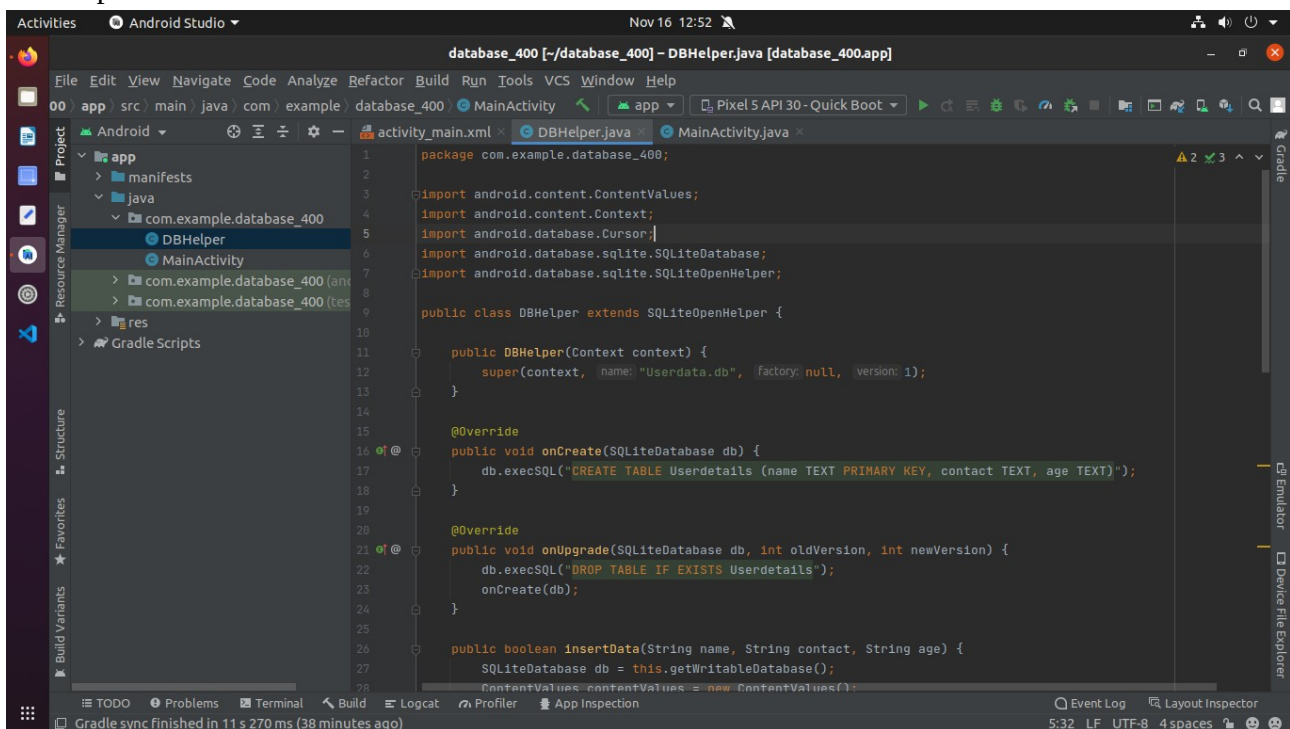 Activities Android Studio Nov 16 12:52
database_400 [~/database_400] – DBHelper.java [database_400.app]
File Edit View Navigate Code Analyze Refactor Build Run Tools VCS Window Help
00 app src main java com example database_400 MainActivity app Pixel 5 API 30 - Quick Boot
Project
Android
activity_main.xml DBHelper.java MainActivity.java
Gradle
app
manifests
java
com.example.database_400
DBHelper
MainActivity
com.example.database_400 (and
com.example.database_400 (tes
res
Gradle Scripts
Resource Manager
Structure
Favorites
Build Variants
2 3
1 package com.example.database_400;
2
3 import android.content.ContentValues;
4 import android.content.Context;
5 import android.database.Cursor;
6 import android.database.sqlite.SQLiteDatabase;
7 import android.database.sqlite.SQLiteOpenHelper;
8
9 public class DBHelper extends SQLiteOpenHelper {
10
11 public DBHelper(Context context) {
12 super(context, name: "Userdata.db", factory: null, version: 1);
13 }
14
15 @Override
16 @ public void onCreate(SQLiteDatabase db) {
17 db.execSQL("CREATE TABLE Userdetails (name TEXT PRIMARY KEY, contact TEXT, age TEXT)");
18 }
19
20 @Override
21 @ public void onUpgrade(SQLiteDatabase db, int oldVersion, int newVersion) {
22 db.execSQL("DROP TABLE IF EXISTS Userdetails");
23 onCreate(db);
24 }
25
26 public boolean insertData(String name, String contact, String age) {
27 SQLiteDatabase db = this.getWritableDatabase();
28 ContentValues contentValues = new ContentValues();
Emulator
Device File Explorer
TODO Problems Terminal Build Logcat Profiler App Inspection Event Log Layout Inspector
Gradle sync finished in 11 s 270 ms (38 minutes ago) 5:32 LF UTF-8 4 spaces